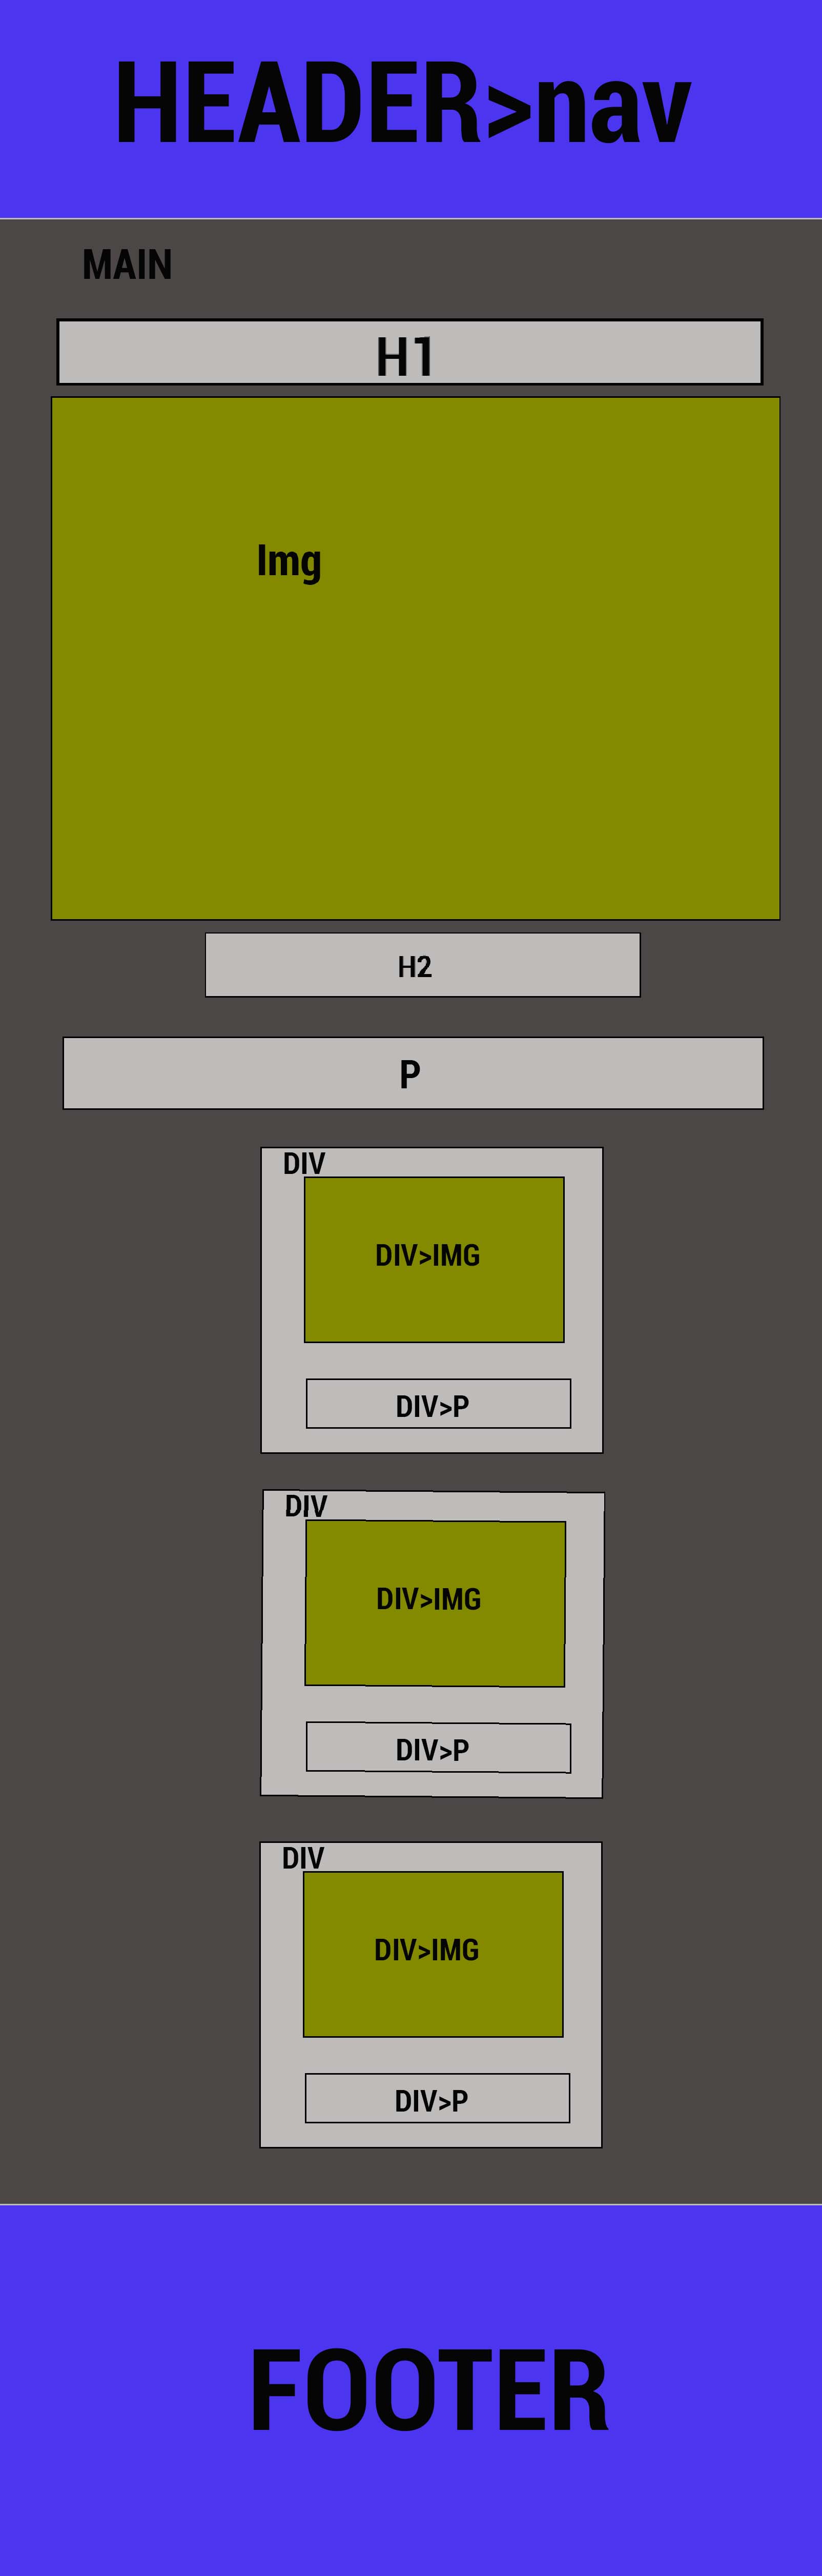 HEADER>nav
MAIN
H1
Img
H2
P
DIV
DIV>IMG
DIV>P
DIV
DIV>IMG
DIV>P
DIV
DIV>IMG
DIV>P
FOOTER